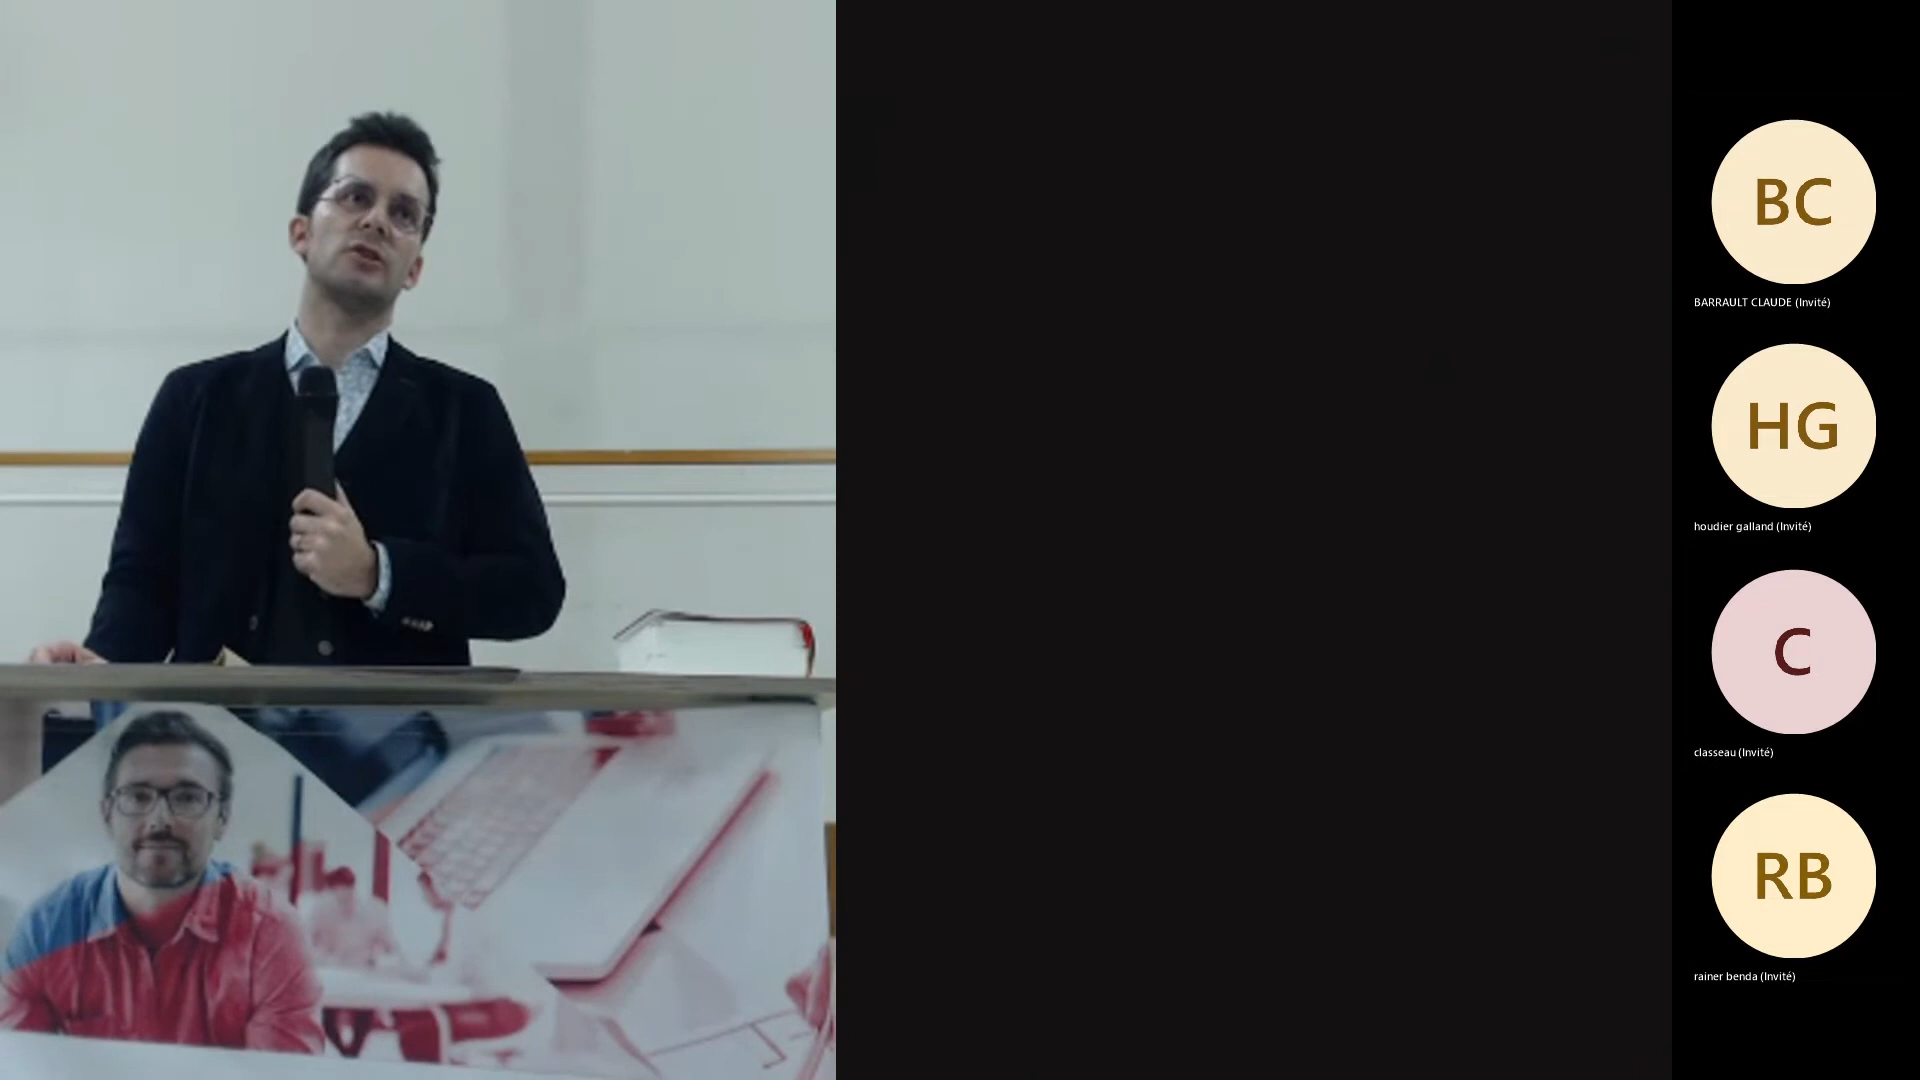 BC
BARRAULT CLAUDE (Invité)
HG
houdier galland (Invité)
C
classeau (Invité)
RB
rainer benda (Invité)